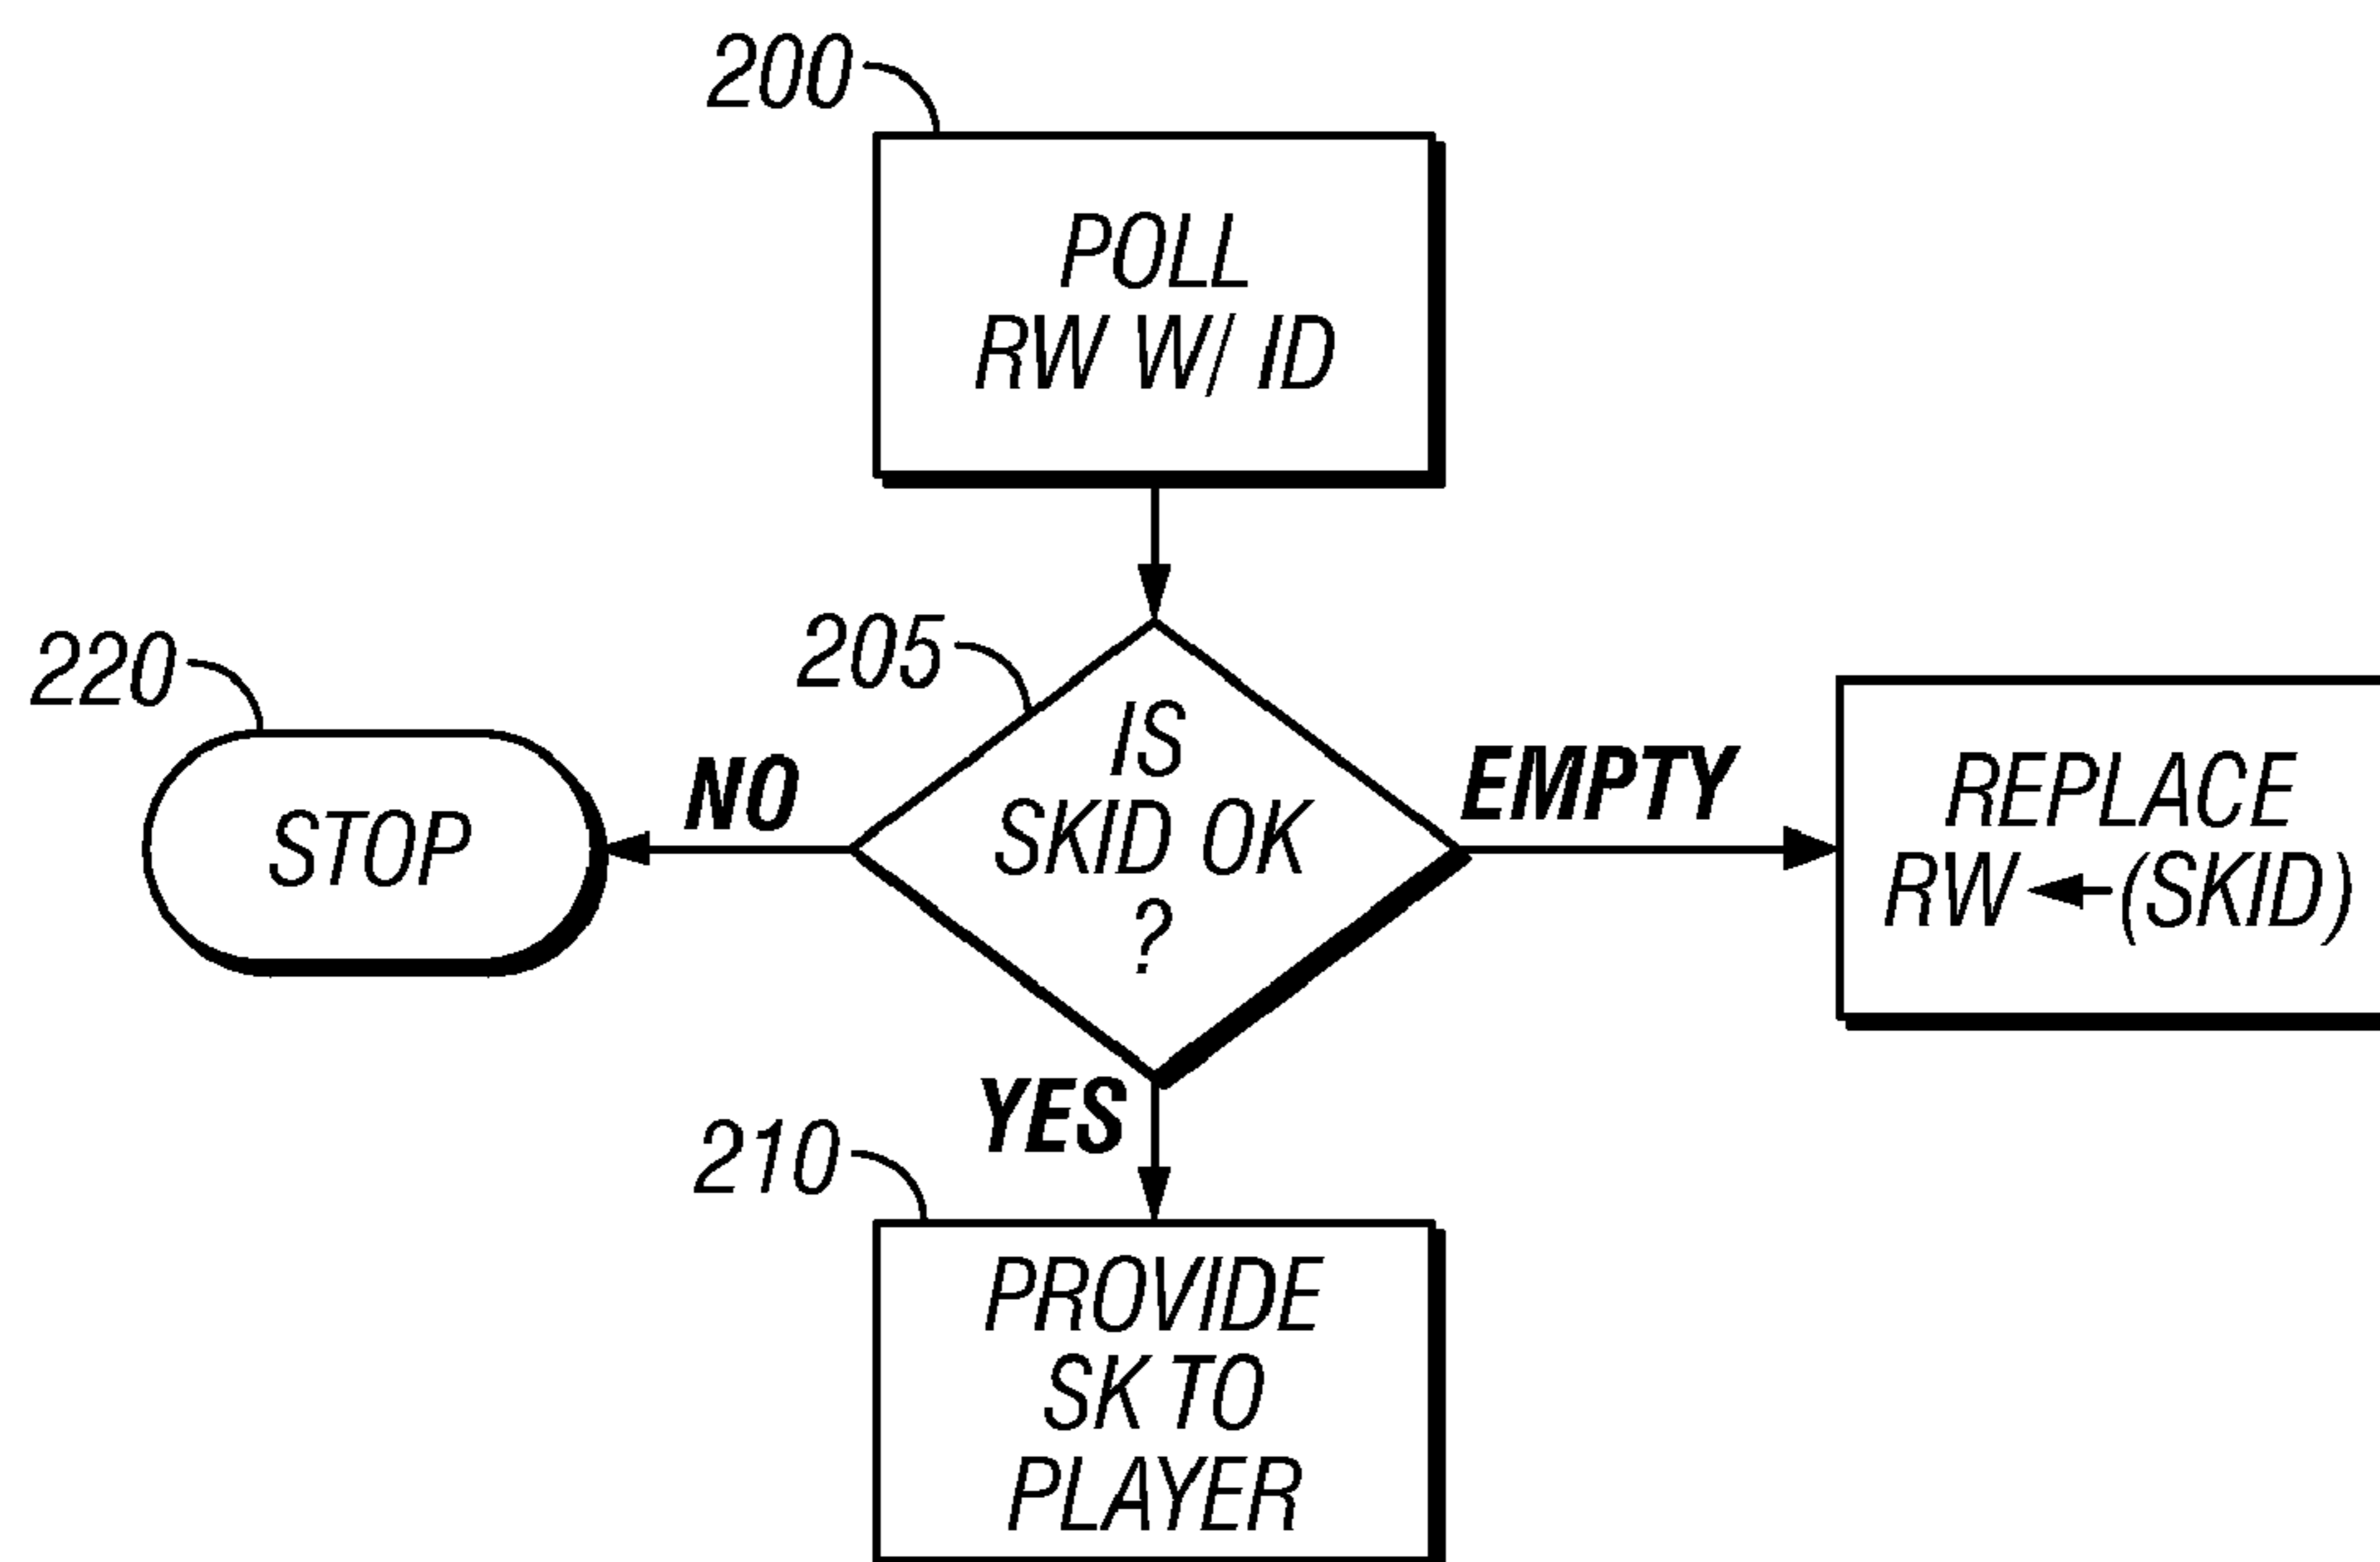 200
POLL
RW W/ ID
205
IS
SKID OK
?
220
STOP
NO
EMPTY
REPLACE
RW ←(SKID)
YES
210
PROVIDE
SK TO
PLAYER